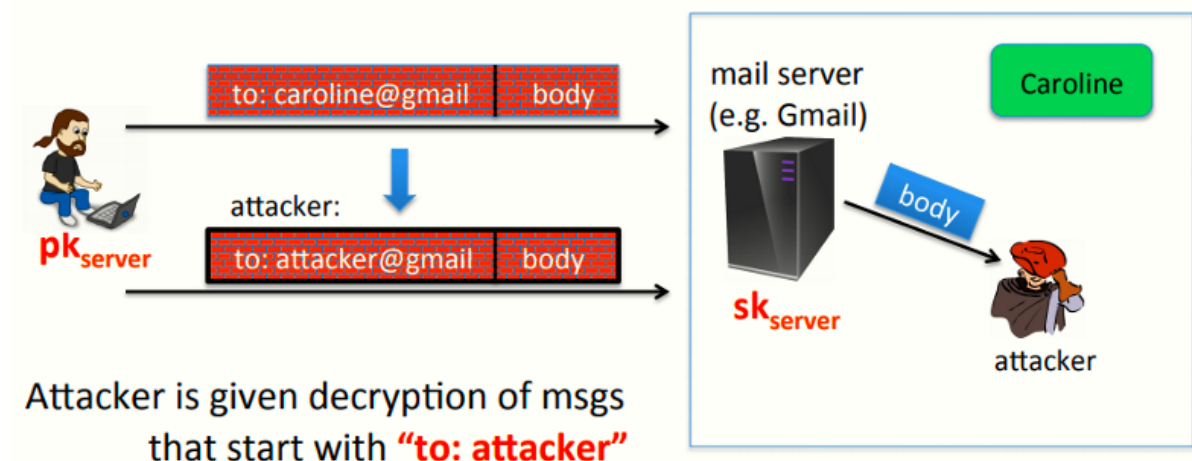 to: caroline@gmail body
mail server
(e.g. Gmail)
Caroline
attacker:
to: attacker@gmail body
pkserver
body
skserver
attacker
Attacker is given decryption of msgs
that start with “to: attacker”